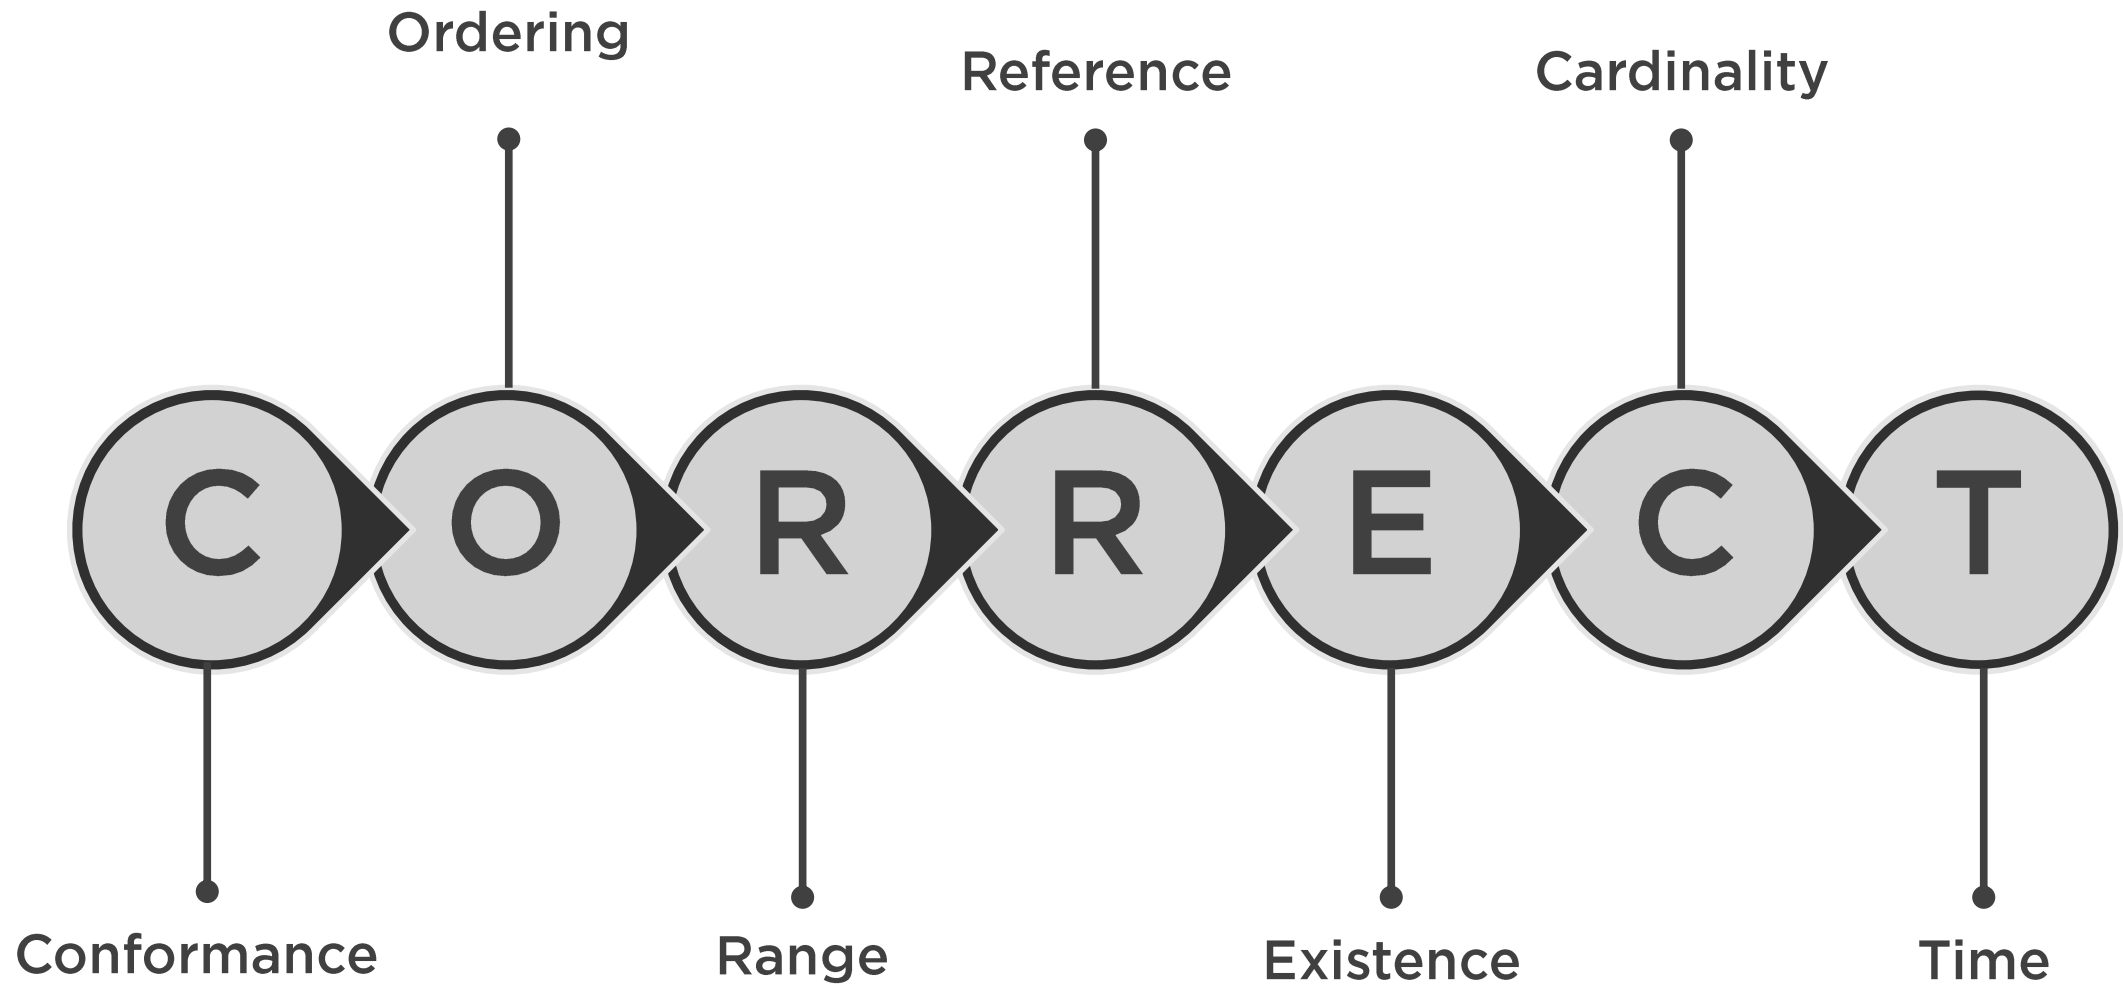 Ordering
Reference
Cardinality
C O R R E C T
Conformance
Range
Existence
Time